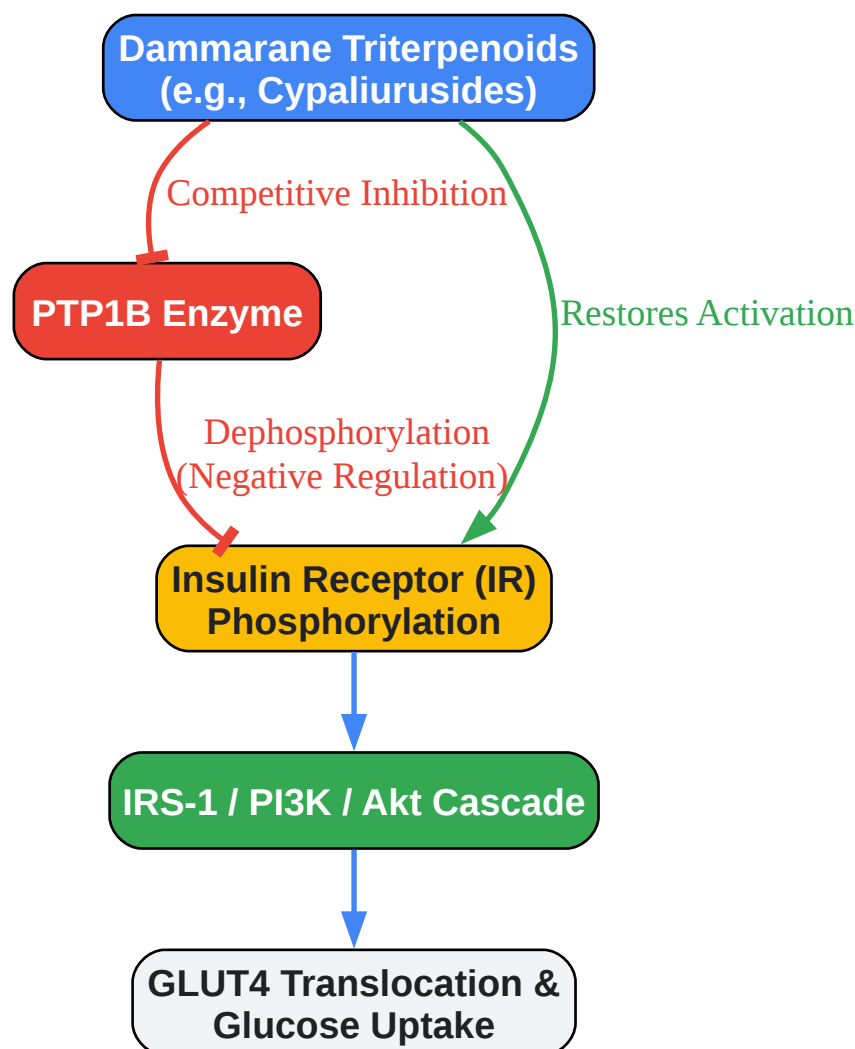 Dammarane Triterpenoids
(e.g., Cypaliurusides)
Competitive Inhibition
PTP1B Enzyme
Restores Activation
Dephosphorylation
(Negative Regulation)
Insulin Receptor (IR)
Phosphorylation
IRS-1 / PI3K / Akt Cascade
GLUT4 Translocation &
Glucose Uptake